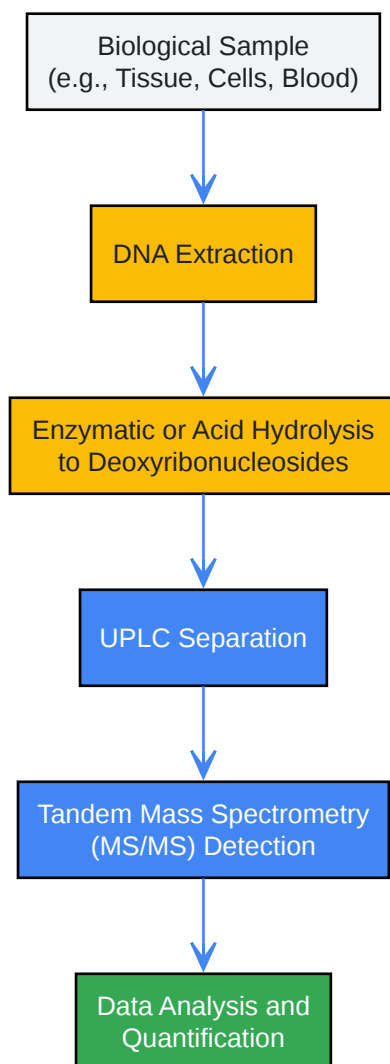 Biological Sample
(e.g., Tissue, Cells, Blood)
DNA Extraction
Enzymatic or Acid Hydrolysis
to Deoxyribonucleosides
UPLC Separation
Tandem Mass Spectrometry
(MS/MS) Detection
Data Analysis and
Quantification